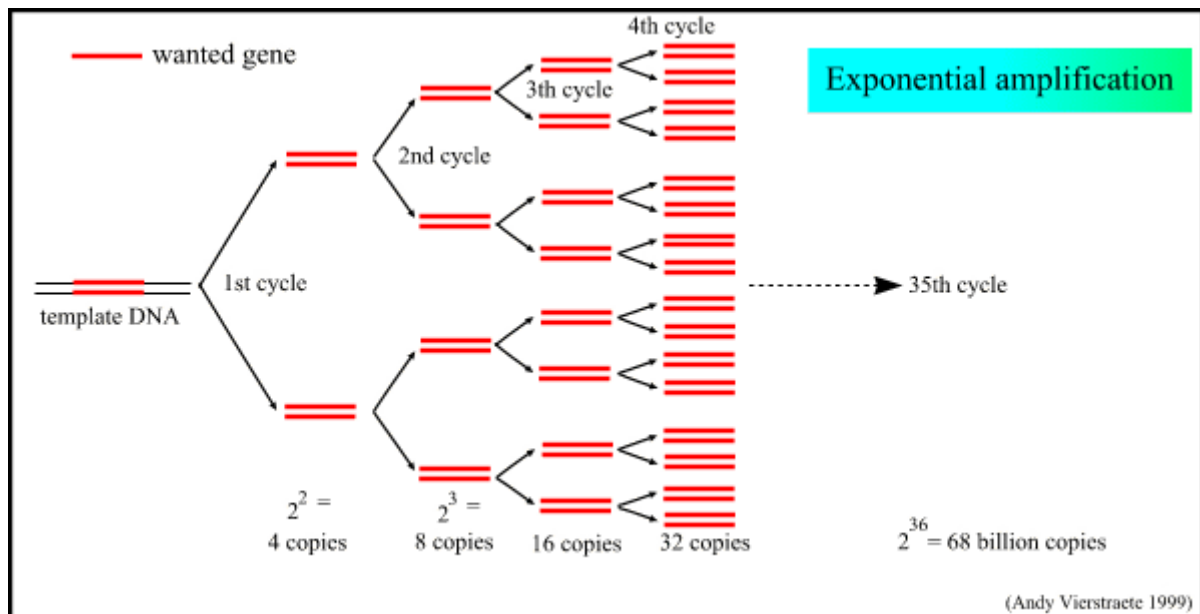 wanted gene
4th cycle
Exponential amplification
3th cycle
2nd cycle
1st cycle
template DNA
35th cycle
2^2 =
4 copies
2^3 =
8 copies
16 copies
32 copies
2^36 = 68 billion copies
(Andy Vierstraete 1999)